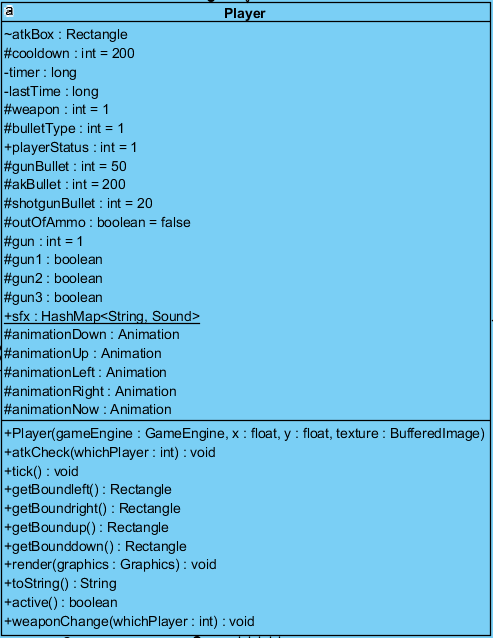 a
Player
~atkBox : Rectangle
#cooldown : int = 200
-timer : long
-lastTime : long
#weapon : int = 1
#bulletType : int = 1
+playerStatus : int = 1
#gunBullet : int = 50
#akBullet : int = 200
#shotgunBullet : int = 20
#outOfAmmo : boolean = false
#gun : int = 1
#gun1 : boolean
#gun2 : boolean
#gun3 : boolean
+sfx : HashMap<String, Sound>
#animationDown : Animation
#animationUp : Animation
#animationLeft : Animation
#animationRight : Animation
#animationNow : Animation
+Player(gameEngine : GameEngine, x : float, y : float, texture : BufferedImage)
+atkCheck(whichPlayer : int) : void
+tick() : void
+getBoundleft() : Rectangle
+getBoundright() : Rectangle
+getBoundup() : Rectangle
+getBounddown() : Rectangle
+render(graphics : Graphics) : void
+toString() : String
+active() : boolean
+weaponChange(whichPlayer : int) : void